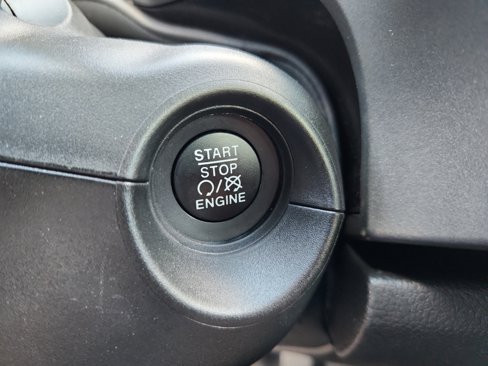 START
STOP
/
ENGINE